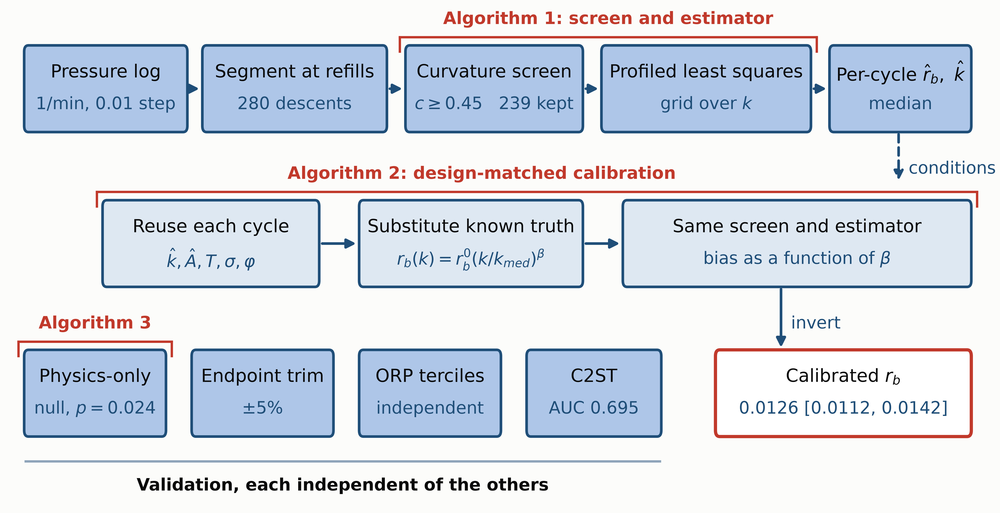 Algorithm 1: screen and estimator
Pressure log
1/min, 0.01 step
Segment at refills
280 descents
Curvature screen
c ≥ 0.45 239 kept
Profiled least squares
grid over k
Per-cycle r̂_b, k̂
median
conditions
Algorithm 2: design-matched calibration
Reuse each cycle
k̂, Â, T, σ, φ
Substitute known truth
r_b(k) = r_b^0(k/k_med)^β
Same screen and estimator
bias as a function of β
invert
Algorithm 3
Physics-only
null, p = 0.024
Endpoint trim
±5%
ORP terciles
independent
C2ST
AUC 0.695
Calibrated r_b
0.0126 [0.0112, 0.0142]
Validation, each independent of the others